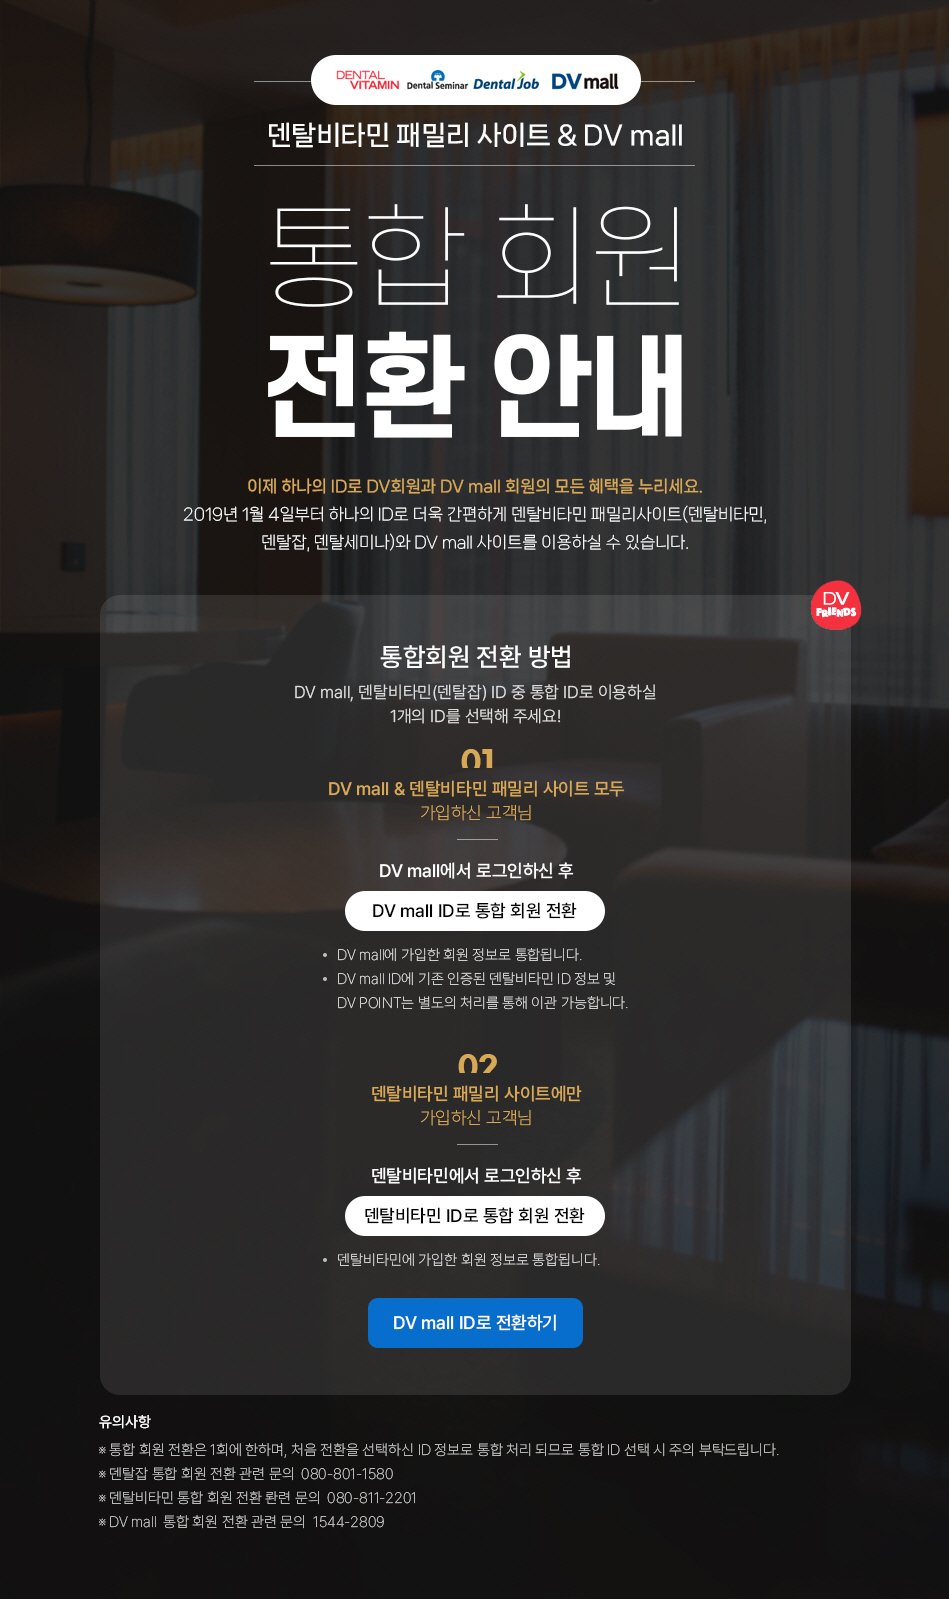 DENTAL VITAMIN Dental Seminar Dental Job DV mall
덴탈비타민 패밀리 사이트 & DV mall
통합 회원
전환 안내
이제 하나의 ID로 DV회원과 DV mall 회원의 모든 혜택을 누리세요.
2019년 1월 4일부터 하나의 ID로 더욱 간편하게 덴탈비타민 패밀리사이트(덴탈비타민,
덴탈잡, 덴탈세미나)와 DV mall 사이트를 이용하실 수 있습니다.
DV
FRIENDS
통합회원 전환 방법
DV mall, 덴탈비타민(덴탈잡) ID 중 통합 ID로 이용하실
1개의 ID를 선택해 주세요!
01
DV mall & 덴탈비타민 패밀리 사이트 모두
가입하신 고객님
DV mall에서 로그인하신 후
DV mall ID로 통합 회원 전환
• DV mall에 가입한 회원 정보로 통합됩니다.
• DV mall ID에 기존 인증된 덴탈비타민 ID 정보 및
DV POINT는 별도의 처리를 통해 이관 가능합니다.
02
덴탈비타민 패밀리 사이트에만
가입하신 고객님
덴탈비타민에서 로그인하신 후
덴탈비타민 ID로 통합 회원 전환
• 덴탈비타민에 가입한 회원 정보로 통합됩니다.
DV mall ID로 전환하기
유의사항
※ 통합 회원 전환은 1회에 한하며, 처음 전환을 선택하신 ID 정보로 통합 처리 되므로 통합 ID 선택 시 주의 부탁드립니다.
※ 덴탈잡 통합 회원 전환 관련 문의 080-801-1580
※ 덴탈비타민 통합 회원 전환 롼련 문의 080-811-2201
※ DV mall 통합 회원 전환 관련 문의 1544-2809